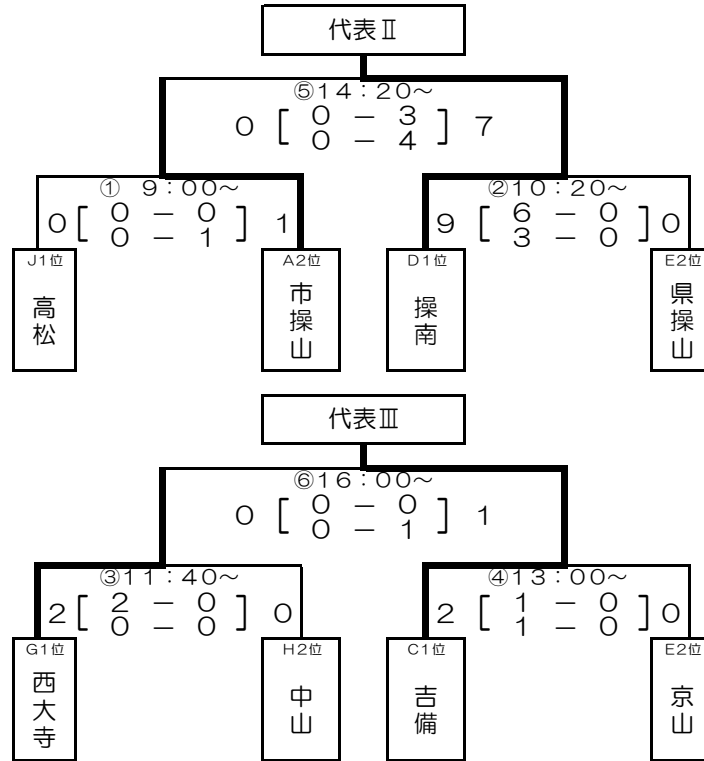 代表Ⅱ
⑤14：20～
0 [ 0 － 3 ] 7
0 － 4
① 9：00～ ②10：20～
0 [ 0 － 0 ] 1 9 [ 6 － 0 ] 0
0 － 1 3 － 0
J1位 A2位 D1位 E2位
高松 市操山 操南 県操山
代表Ⅲ
⑥16：00～
0 [ 0 － 0 ] 1
0 － 1
③11：40～ ④13：00～
2 [ 2 － 0 ] 0 2 [ 1 － 0 ] 0
0 － 0 1 － 0
G1位 H2位 C1位 E2位
西大寺 中山 吉備 京山